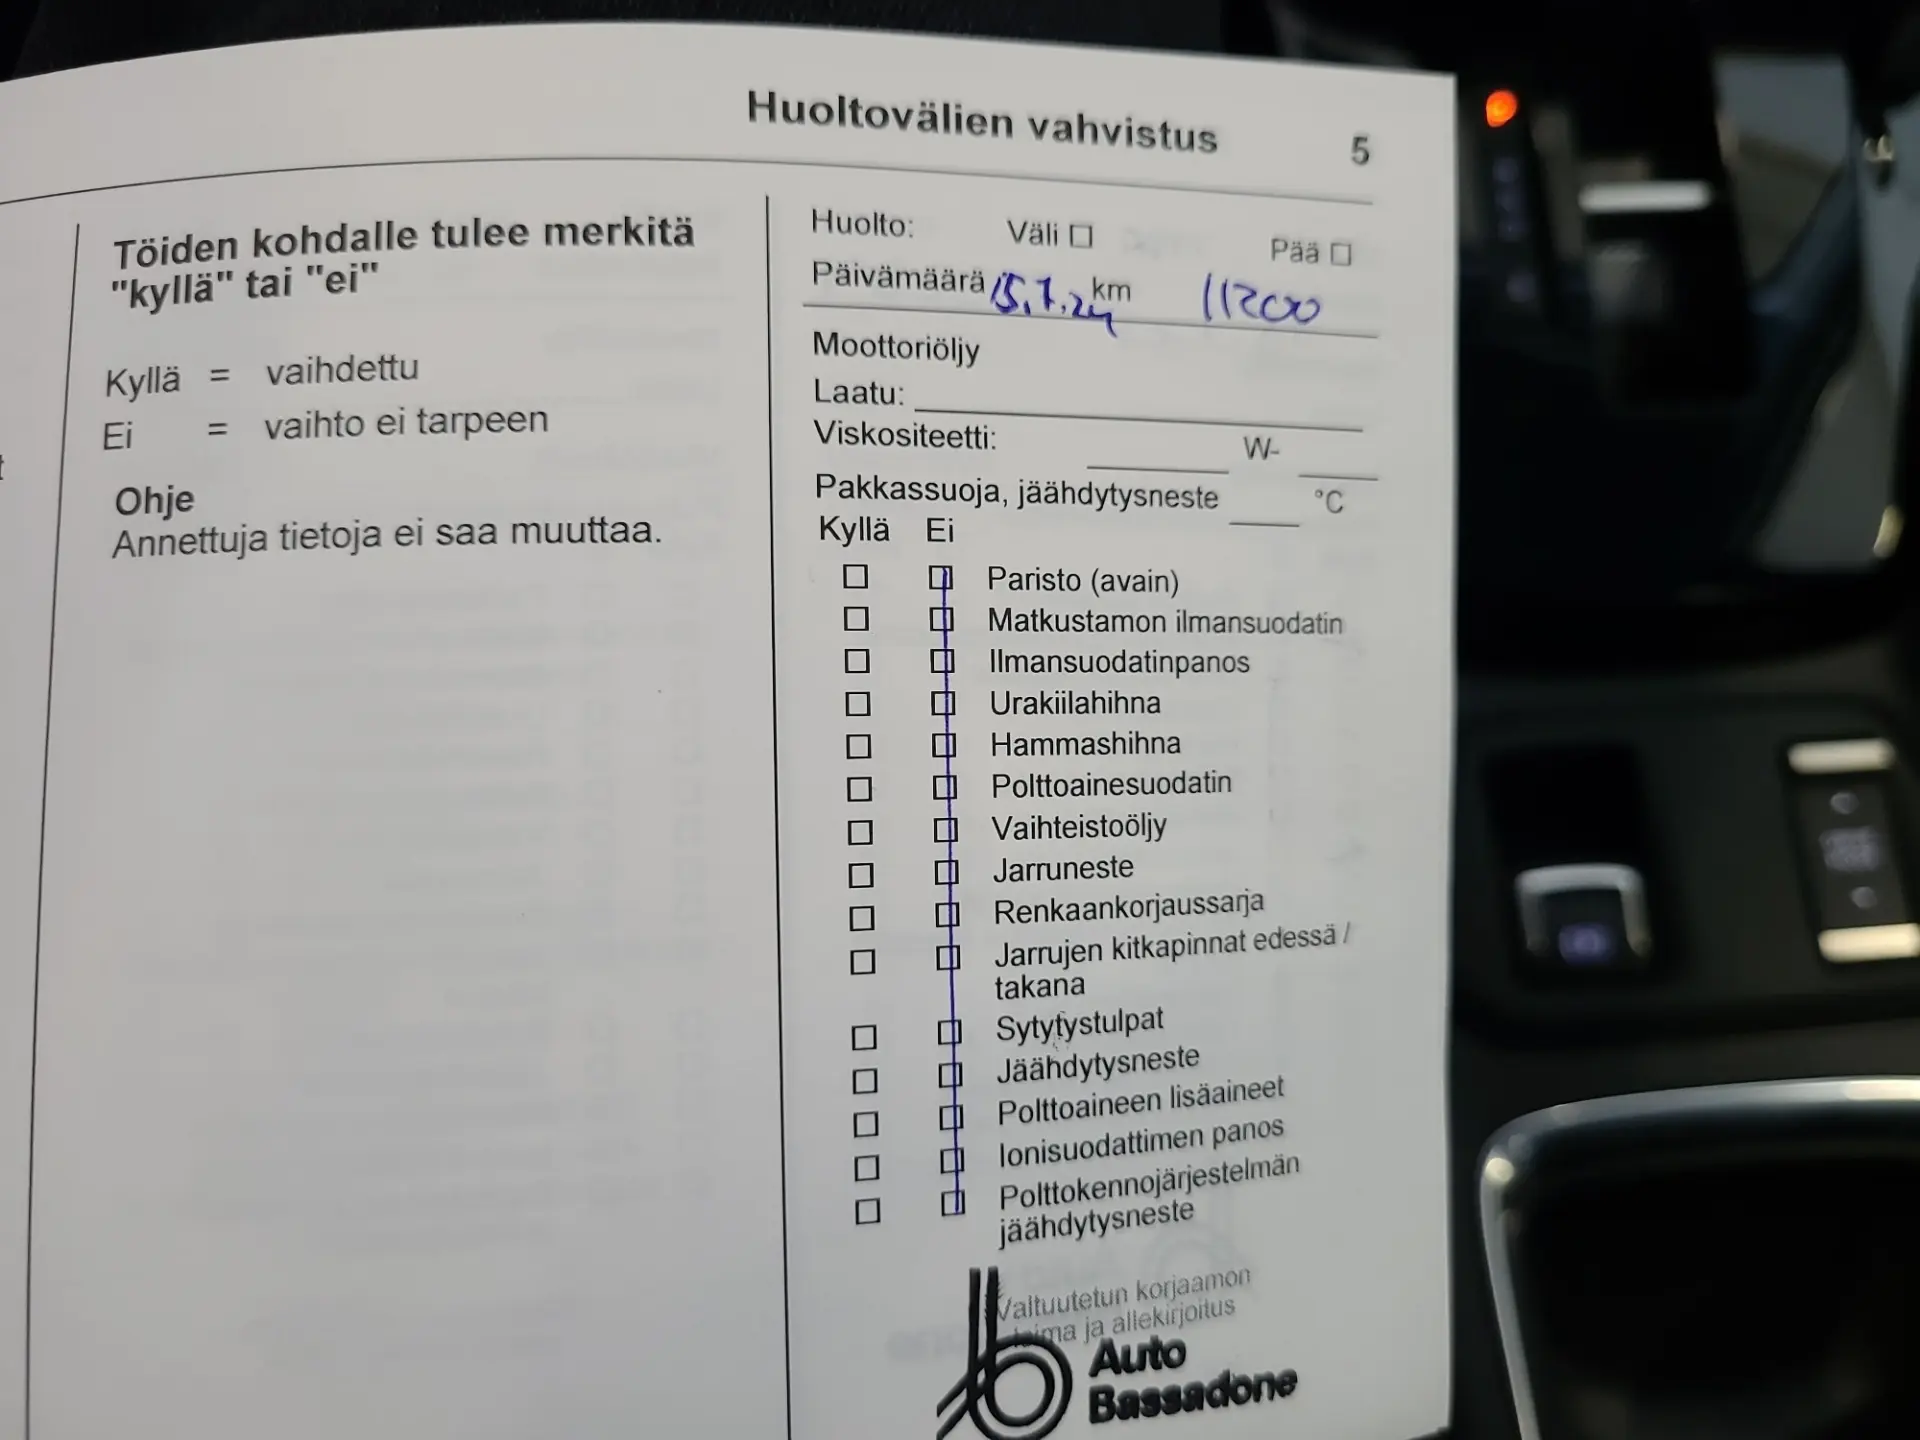 Huoltovälien vahvistus 5
Töiden kohdalle tulee merkitä
"kyllä" tai "ei"
Kyllä = vaihdettu
Ei = vaihto ei tarpeen
Ohje
Annettuja tietoja ei saa muuttaa.
Huolto: Väli □ Pää □
Päivämäärä 15.7.24 km 11200
Moottoriöljy
Laatu:
Viskositeetti: W-
Pakkassuoja, jäähdytysneste °C
Kyllä Ei
Paristo (avain)
Matkustamon ilmansuodatin
Ilmansuodatinpanos
Urakiilahihna
Hammashihna
Polttoainesuodatin
Vaihteistoöljy
Jarruneste
Renkaankorjaussarja
Jarrujen kitkapinnat edessä /
takana
Sytytystulpat
Jäähdytysneste
Polttoaineen lisäaineet
Ionisuodattimen panos
Polttokennojärjestelmän
jäähdytysneste
Valtuutetun korjaamon
leima ja allekirjoitus
Auto
Bassadone